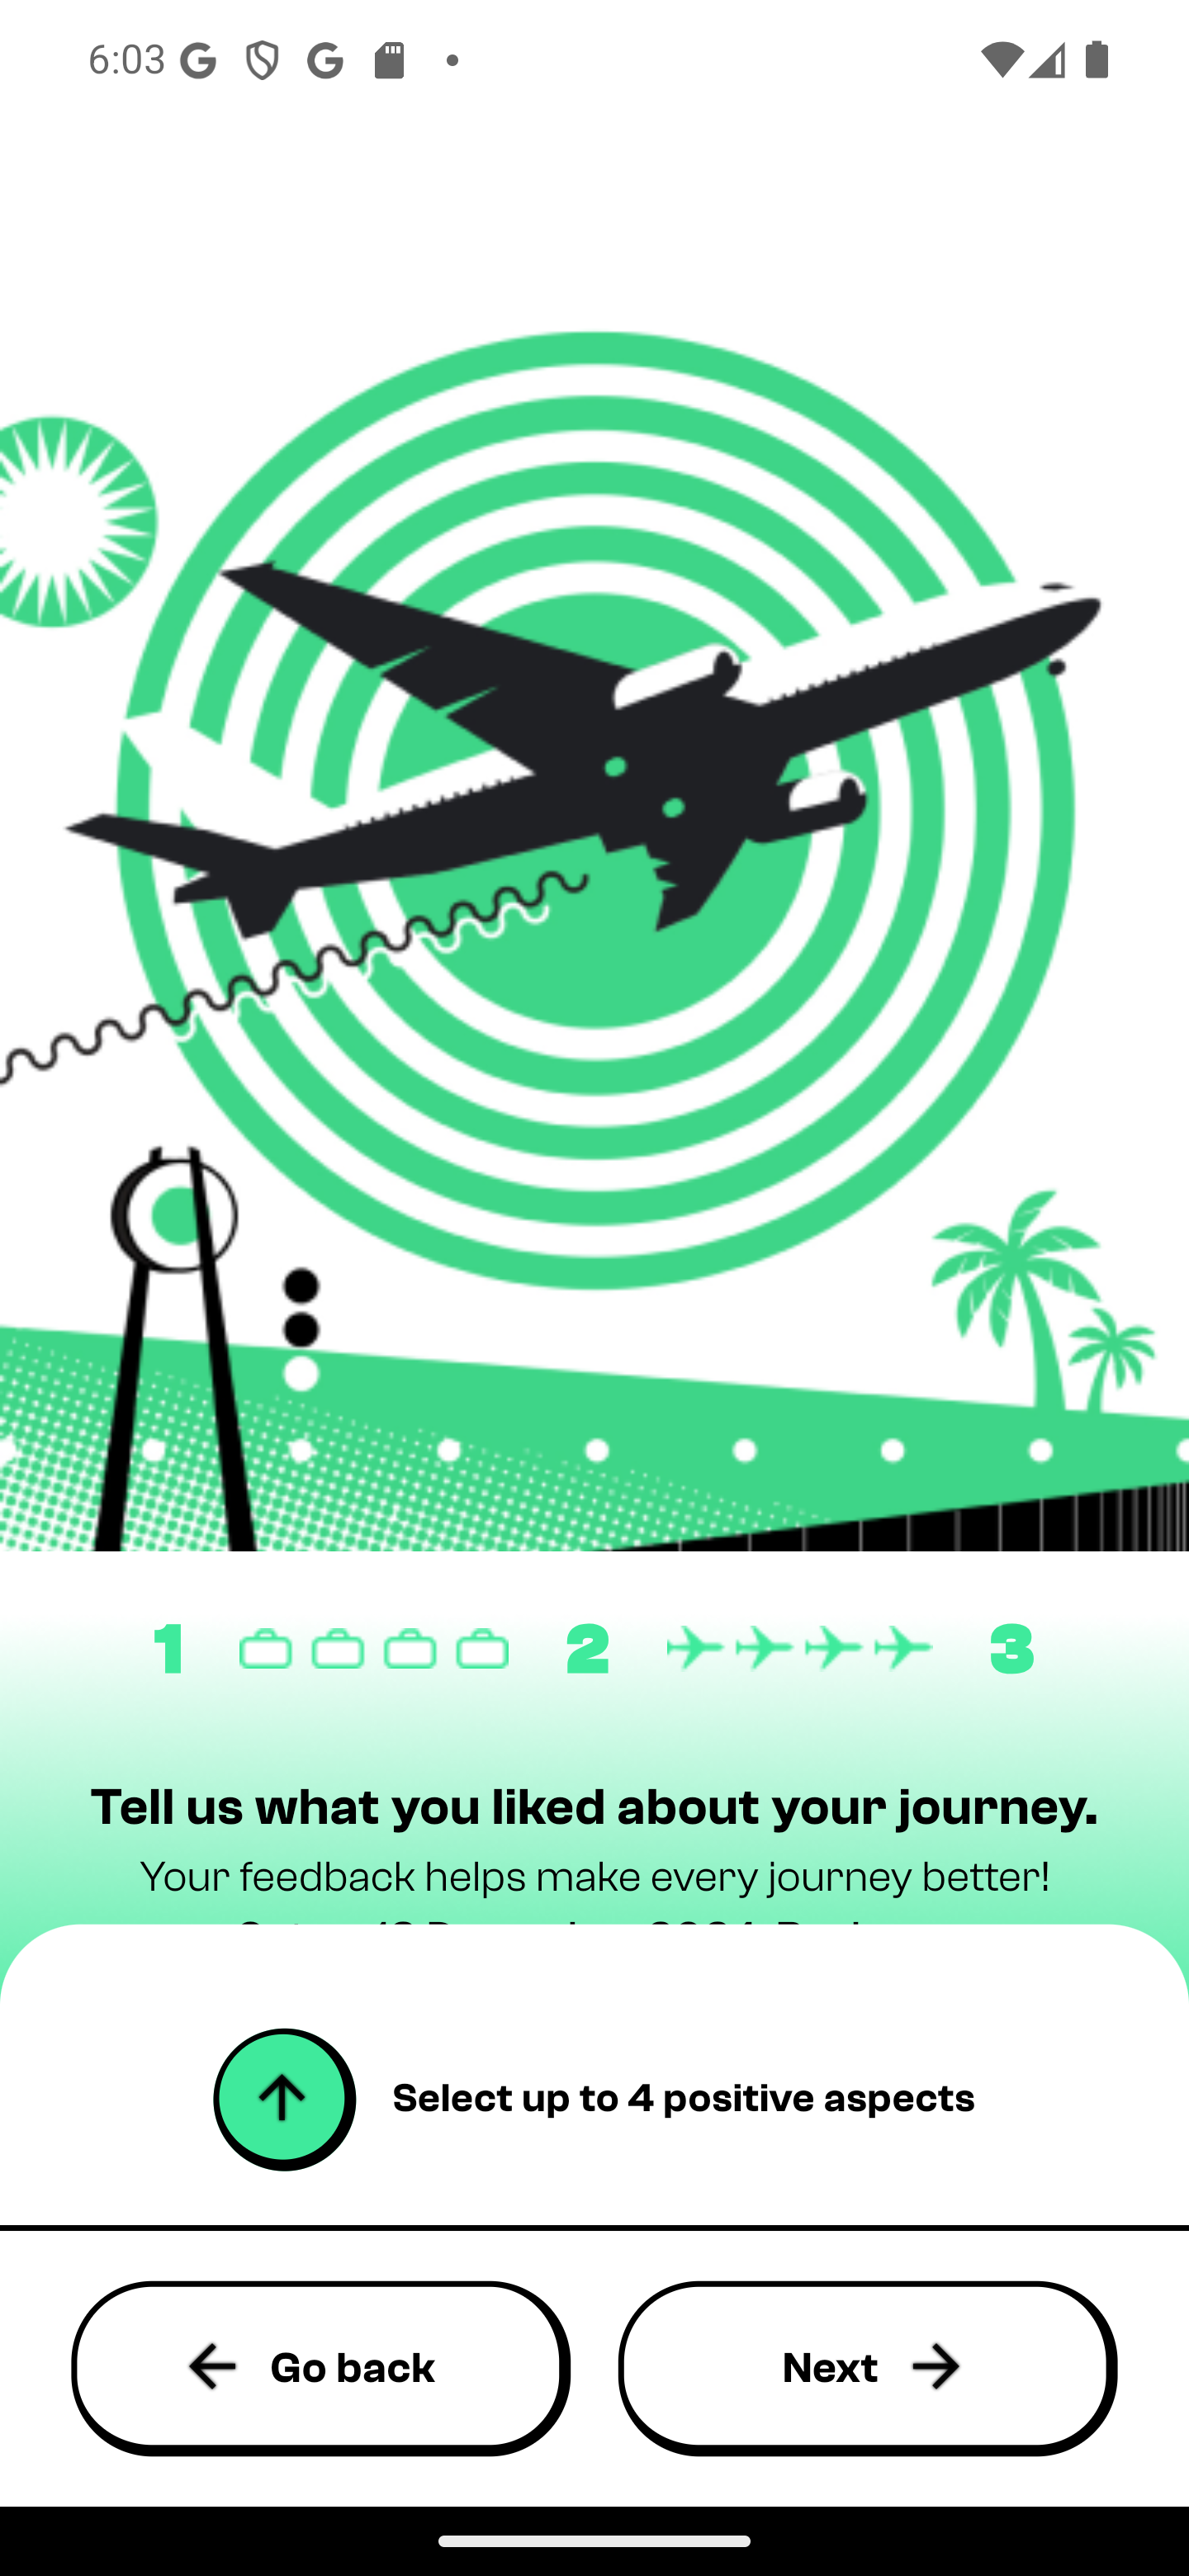 6:03
1 2 3
Tell us what you liked about your journey.
Your feedback helps make every journey better!
Select up to 4 positive aspects
Go back Next